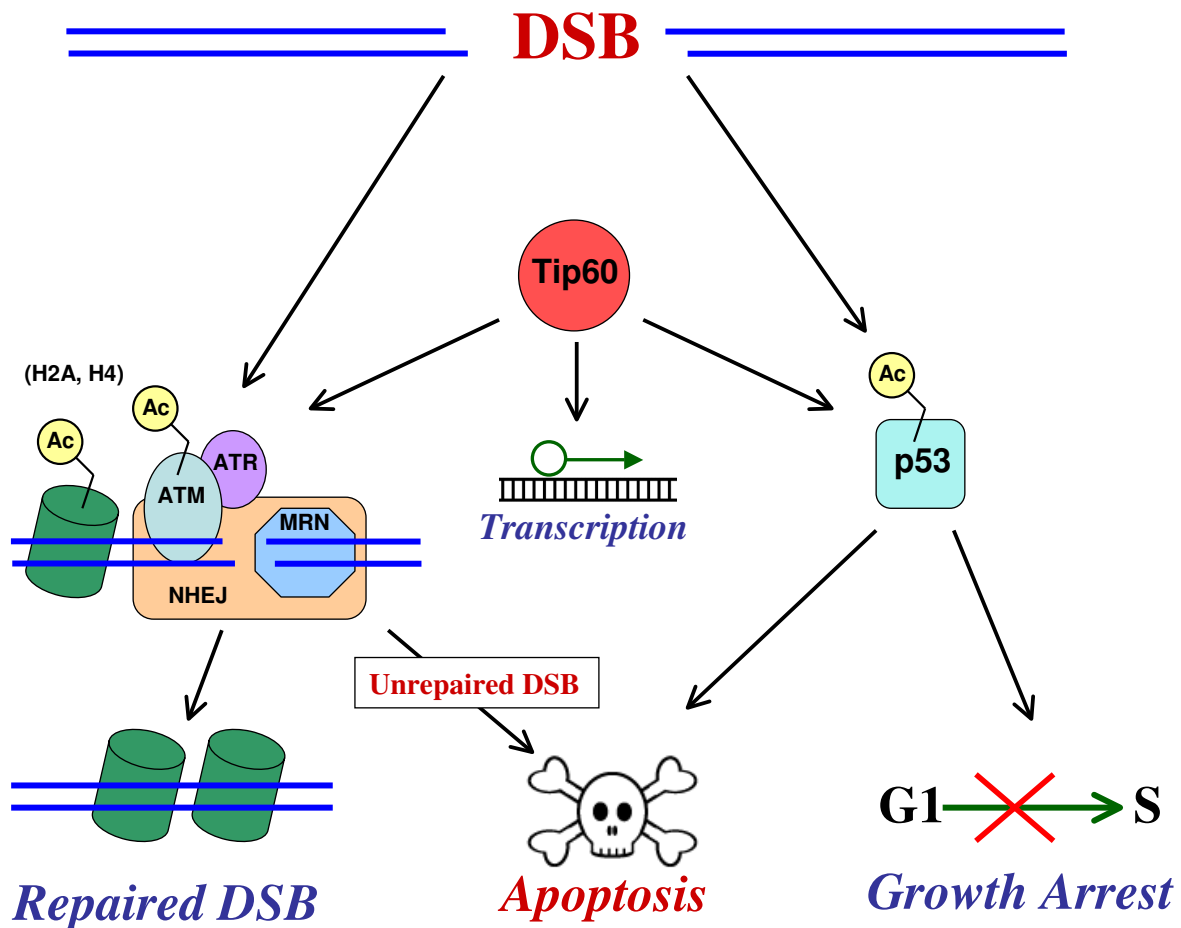 DSB
Tip60
(H2A, H4)
Ac
Ac
Ac
ATR
ATM
p53
MRN
NHEJ
Transcription
Unrepaired DSB
G1
S
Repaired DSB
Apoptosis
Growth Arrest